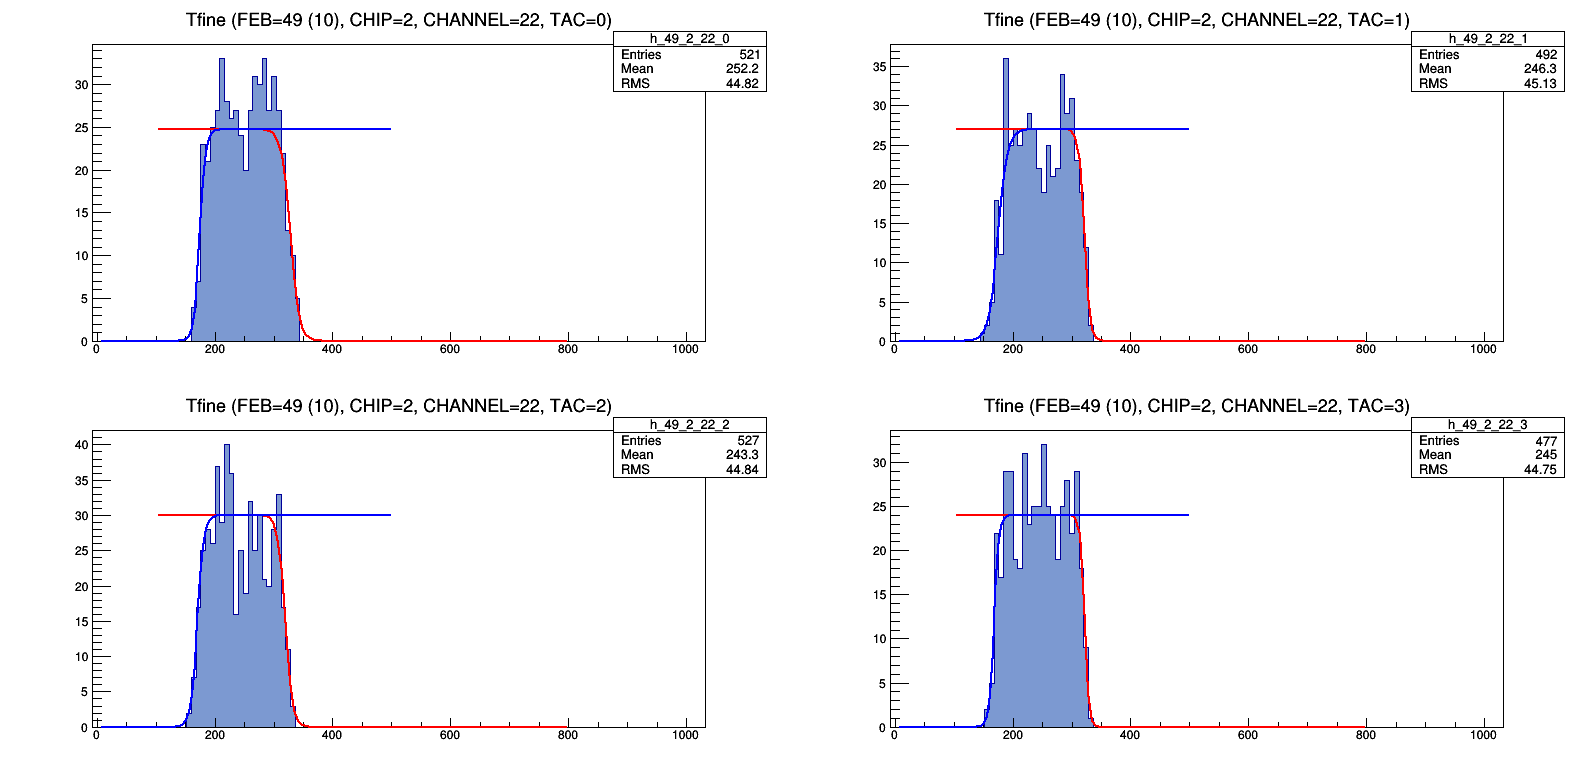 Tfine (FEB=49 (10), CHIP=2, CHANNEL=22, TAC=0)
h_49_2_22_0
Entries 521
Mean 252.2
RMS 44.82
30
25
20
15
10
5
0
0 200 400 600 800 1000
Tfine (FEB=49 (10), CHIP=2, CHANNEL=22, TAC=1)
h_49_2_22_1
Entries 492
Mean 246.3
RMS 45.13
35
30
25
20
15
10
5
0
0 200 400 600 800 1000
Tfine (FEB=49 (10), CHIP=2, CHANNEL=22, TAC=2)
h_49_2_22_2
Entries 527
Mean 243.3
RMS 44.84
40
35
30
25
20
15
10
5
0
0 200 400 600 800 1000
Tfine (FEB=49 (10), CHIP=2, CHANNEL=22, TAC=3)
h_49_2_22_3
Entries 477
Mean 245
RMS 44.75
30
25
20
15
10
5
0
0 200 400 600 800 1000